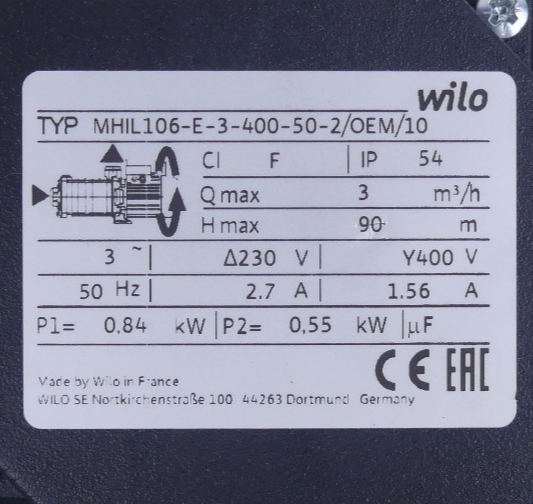 wilo
TYP MHIL106-E-3-400-50-2/OEM/10
CI F IP 54
Q max 3 m³/h
H max 90 m
3 ~ Δ230 V Y400 V
50 Hz 2.7 A 1.56 A
P1= 0,84 kW P2= 0,55 kW μF
CE EAC
Made by Wilo in France
WILO SE Nortkirchenstraße 100 44263 Dortmund Germany